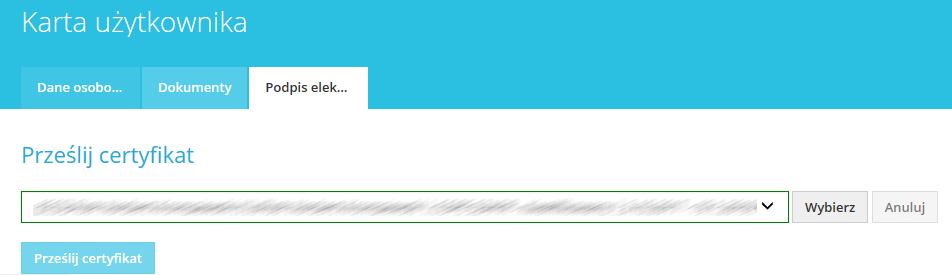 Karta użytkownika
Dane osobo... Dokumenty Podpis elek...
Prześlij certyfikat
Wybierz Anuluj
Prześlij certyfikat